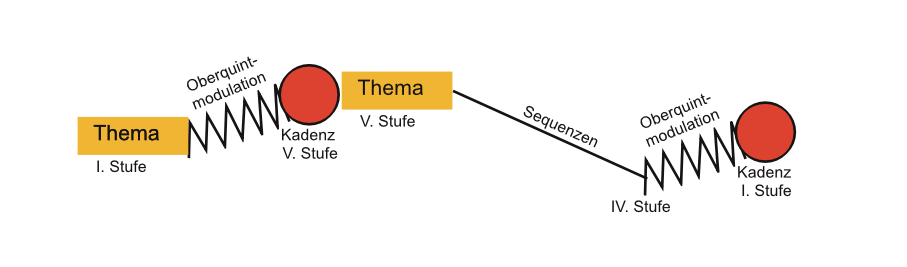 Thema
I. Stufe
Oberquint-
modulation
Kadenz
V. Stufe
Thema
V. Stufe
Sequenzen
IV. Stufe
Oberquint-
modulation
Kadenz
I. Stufe